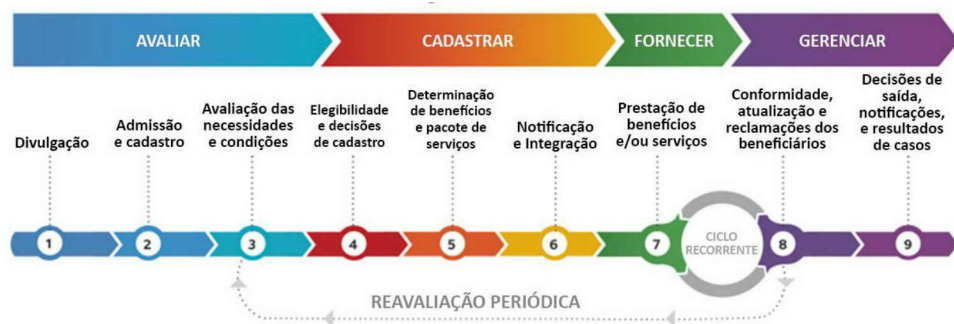 AVALIAR
CADASTRAR
FORNECER
GERENCIAR
Divulgação
Admissão
e cadastro
Avaliação das
necessidades
e condições
Elegibilidade
e decisões
de cadastro
Determinação
de benefícios
e pacote de
serviços
Notificação
e Integração
Prestação de
benefícios
e/ou serviços
Conformidade,
atualização e
reclamações dos
beneficiários
Decisões de
saída,
notificações,
e resultados
de casos
1
2
3
4
5
6
7
CICLO
RECORRENTE
8
9
REAVALIAÇÃO PERIÓDICA